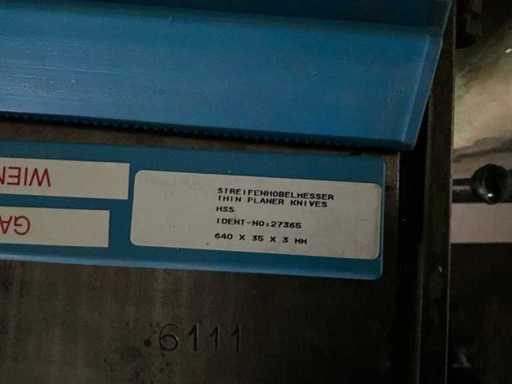 STREIFENHOBELMESSER
THIN PLANER KNIVES
HSS
IDENT-NO:27365
640 X 35 X 3 MM
WIEN
GA
6111